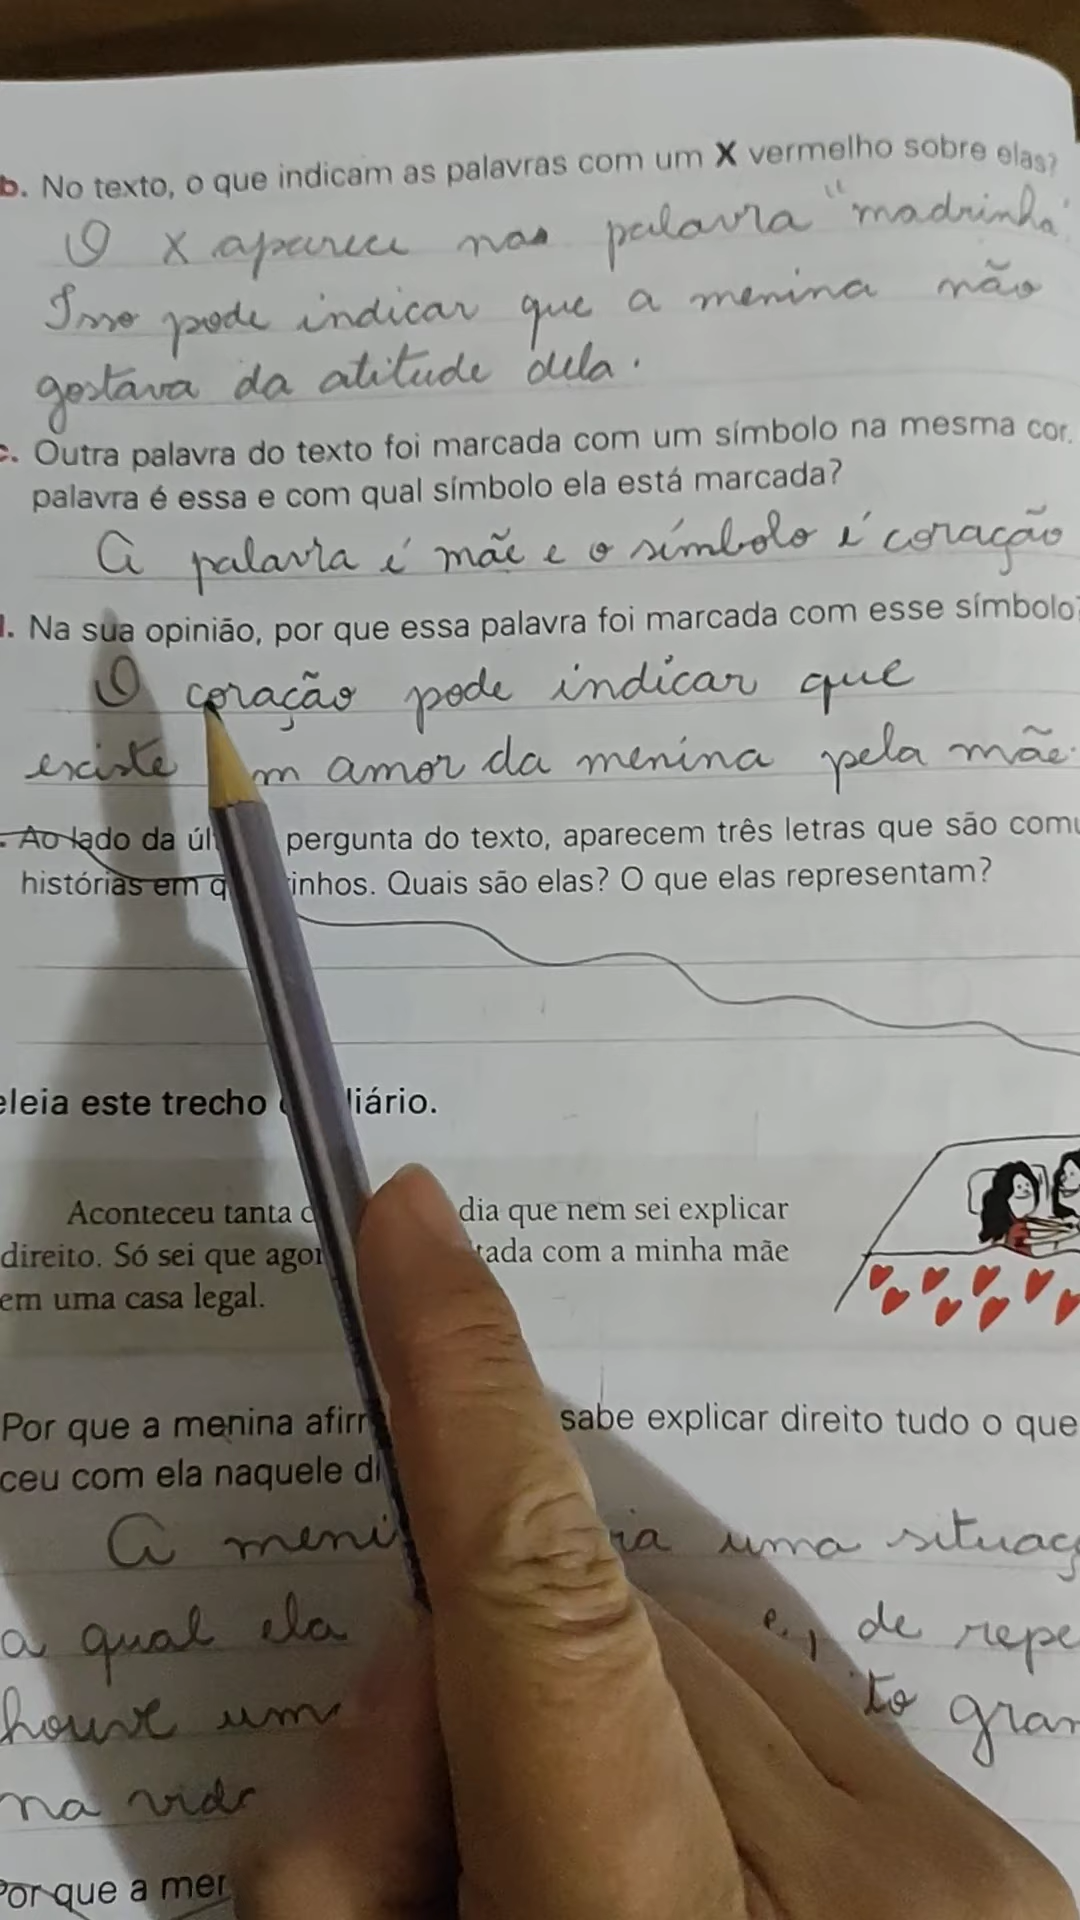 b. No texto, o que indicam as palavras com um X vermelho sobre elas?
O x aparece nas palavra "madrinha"
Isso pode indicar que a menina não
gostava da atitude dela.
c. Outra palavra do texto foi marcada com um símbolo na mesma cor.
palavra é essa e com qual símbolo ela está marcada?
A palavra é mãe e o símbolo é coração
. Na sua opinião, por que essa palavra foi marcada com esse símbolo?
O coração pode indicar que
existe m amor da menina pela mãe.
. Ao lado da úl pergunta do texto, aparecem três letras que são comu
histórias em q inhos. Quais são elas? O que elas representam?
eleia este trecho iário.
Aconteceu tanta c dia que nem sei explicar
direito. Só sei que agor tada com a minha mãe
em uma casa legal.
Por que a menina afir sabe explicar direito tudo o que
ceu com ela naquele di
A meni ia uma situaç
a qual ela e, de repe
houve um to gran
na vid
Por que a mer